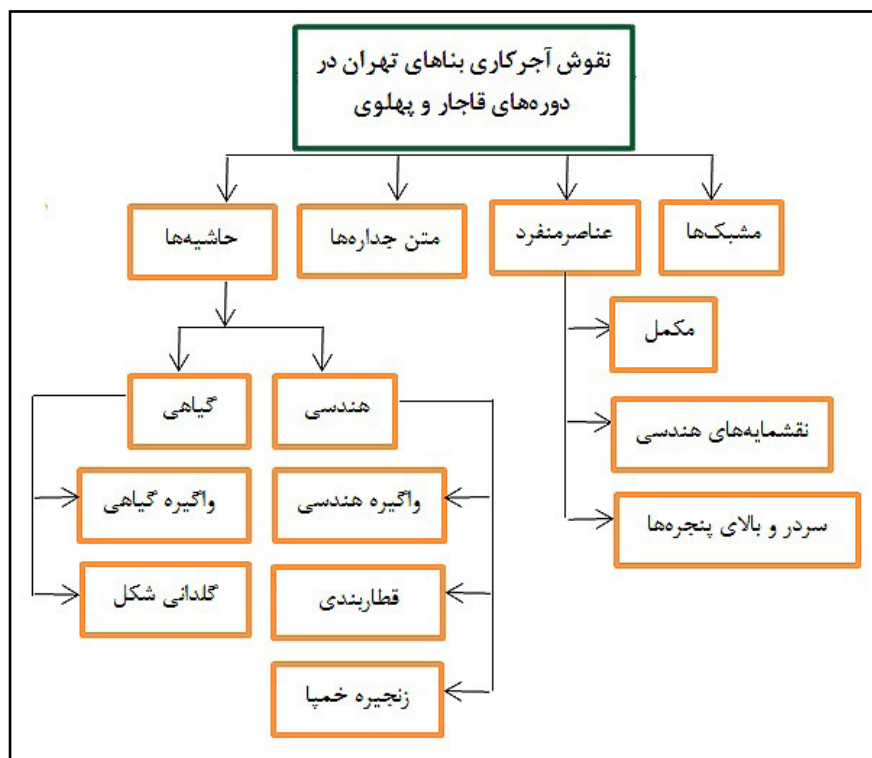 نقوش آجرکاری بناهای تهران در
دوره‌های قاجار و پهلوی
مشبک‌ها
عناصرمنفرد
متن جداره‌ها
حاشیه‌ها
مکمل
نقشمایه‌های هندسی
سردر و بالای پنجره‌ها
هندسی
گیاهی
واگیره هندسی
قطاربندی
زنجیره خمپا
واگیره گیاهی
گلدانی شکل